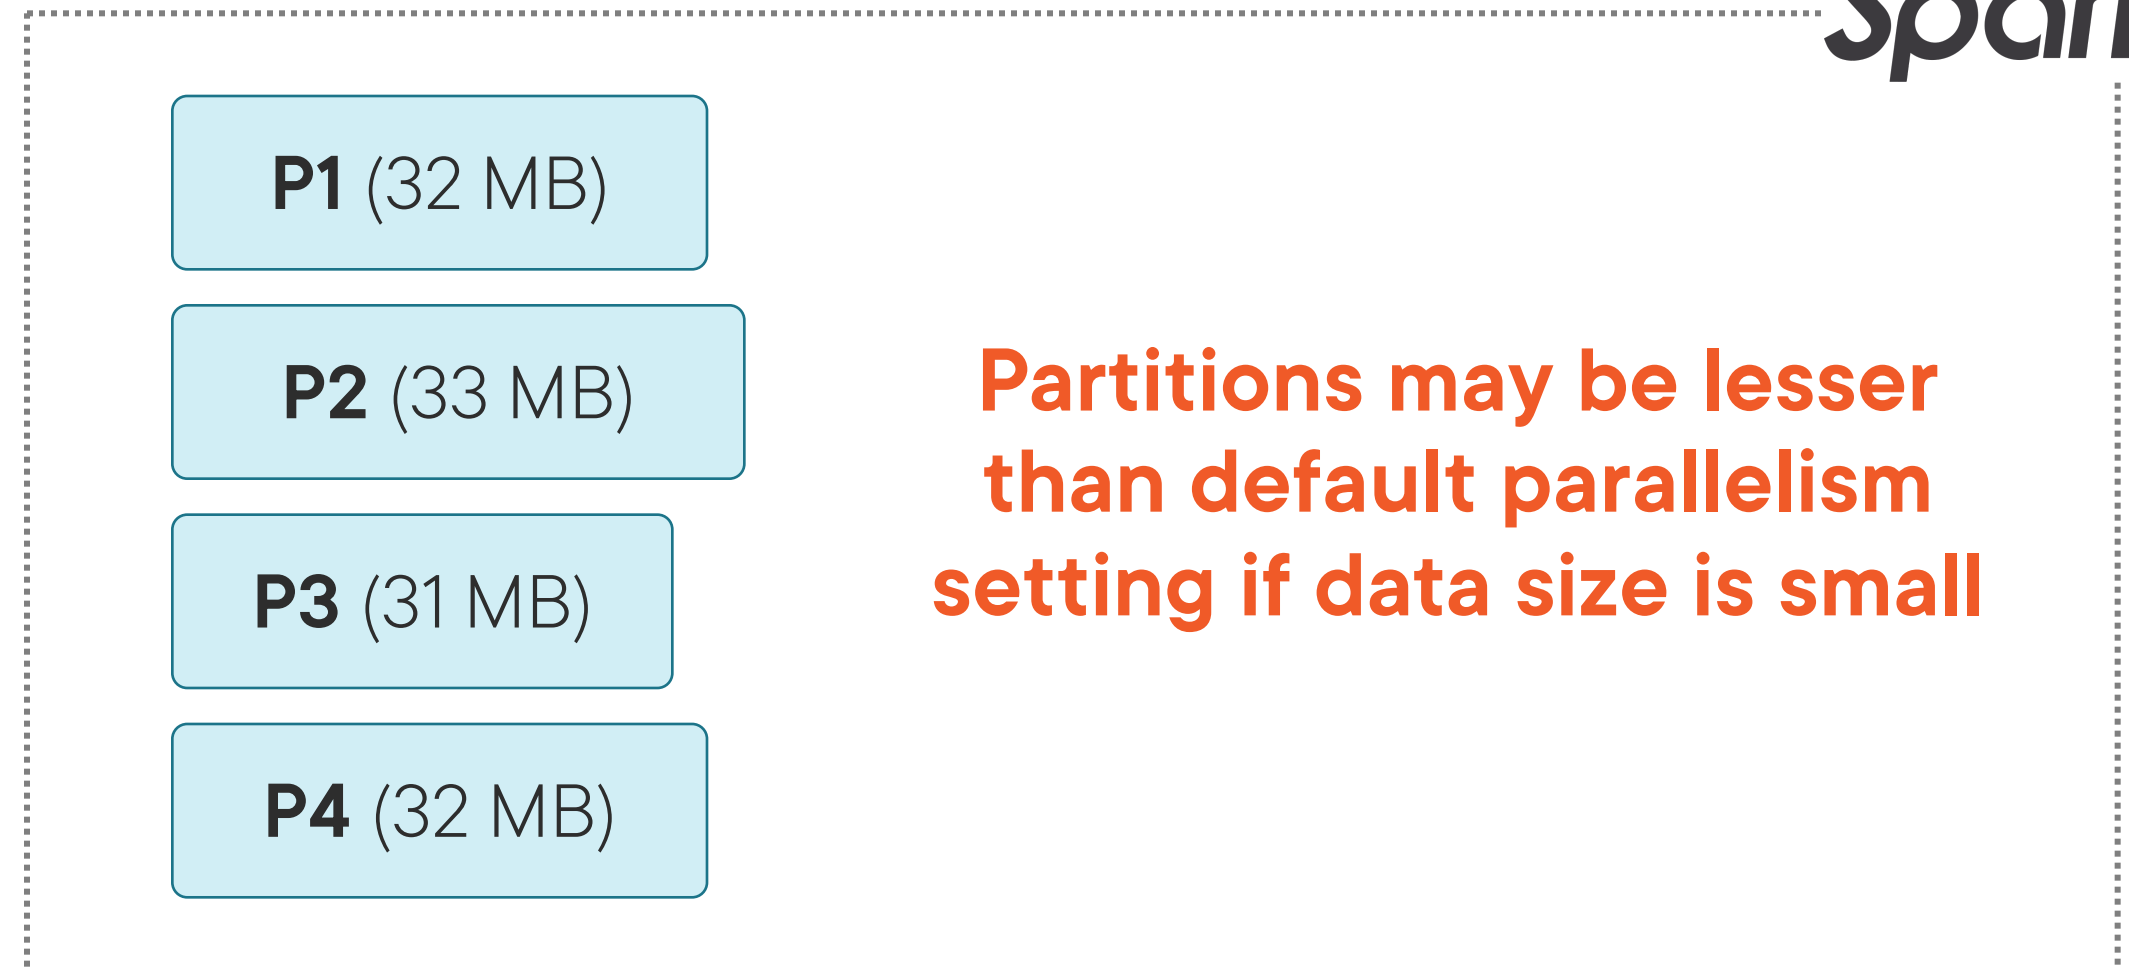 Spar
P1 (32 MB)
P2 (33 MB)
P3 (31 MB)
P4 (32 MB)
Partitions may be lesser
than default parallelism
setting if data size is small